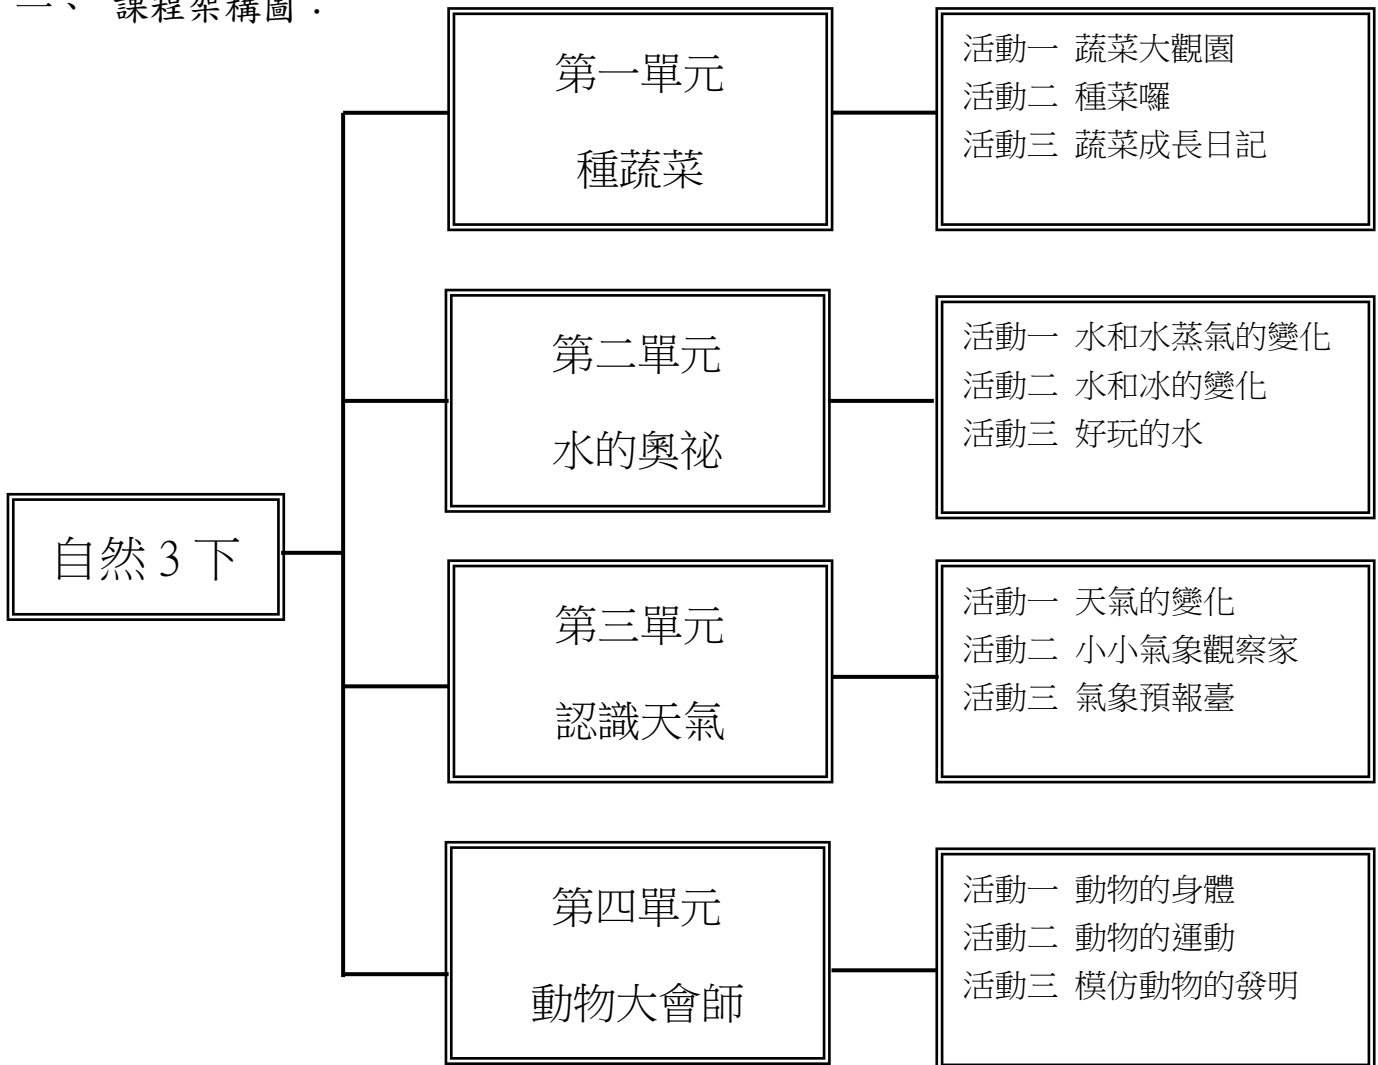 一、 課程架構圖：
自然 3 下
第一單元
種蔬菜
活動一 蔬菜大觀園
活動二 種菜囉
活動三 蔬菜成長日記
第二單元
水的奧祕
活動一 水和水蒸氣的變化
活動二 水和冰的變化
活動三 好玩的水
第三單元
認識天氣
活動一 天氣的變化
活動二 小小氣象觀察家
活動三 氣象預報臺
第四單元
動物大會師
活動一 動物的身體
活動二 動物的運動
活動三 模仿動物的發明